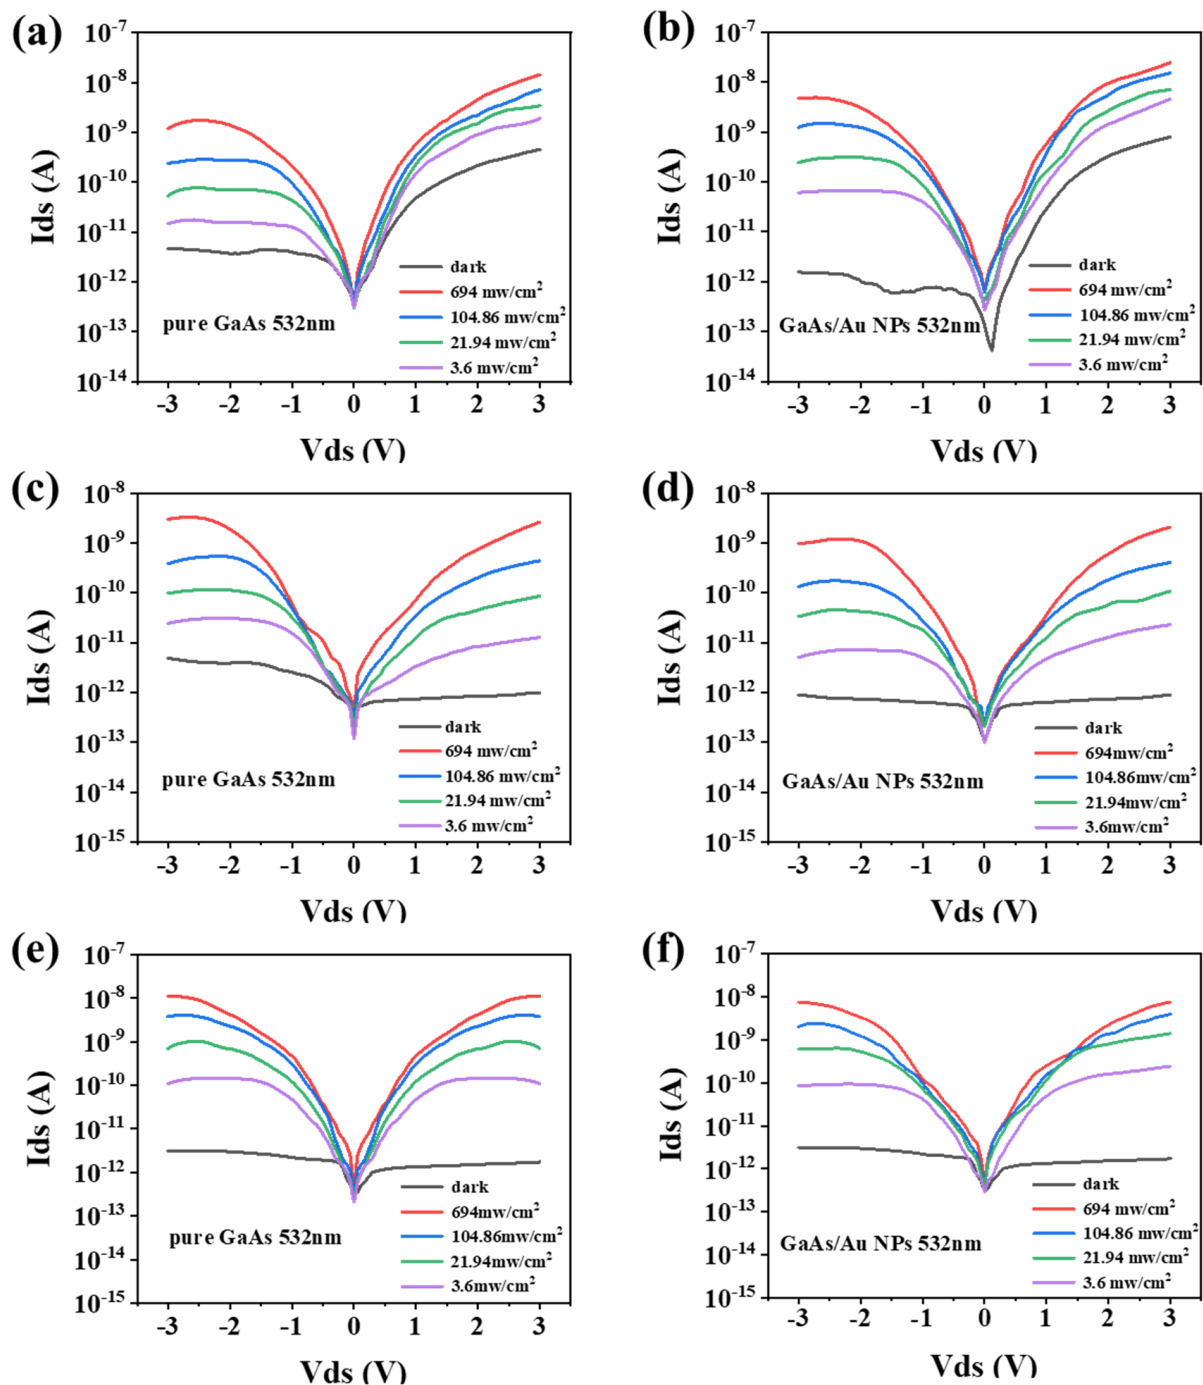 (a)
10⁻⁷
10⁻⁸
10⁻⁹
10⁻¹⁰
10⁻¹¹
10⁻¹²
10⁻¹³
10⁻¹⁴
Ids (A)
dark
694 mw/cm²
104.86 mw/cm²
21.94 mw/cm²
3.6 mw/cm²
pure GaAs 532nm
-3 -2 -1 0 1 2 3
Vds (V)
(b)
10⁻⁷
10⁻⁸
10⁻⁹
10⁻¹⁰
10⁻¹¹
10⁻¹²
10⁻¹³
10⁻¹⁴
Ids (A)
dark
694 mw/cm²
104.86 mw/cm²
21.94 mw/cm²
3.6 mw/cm²
GaAs/Au NPs 532nm
-3 -2 -1 0 1 2 3
Vds (V)
(c)
10⁻⁸
10⁻⁹
10⁻¹⁰
10⁻¹¹
10⁻¹²
10⁻¹³
10⁻¹⁴
10⁻¹⁵
Ids (A)
dark
694 mw/cm²
104.86 mw/cm²
21.94 mw/cm²
3.6 mw/cm²
pure GaAs 532nm
-3 -2 -1 0 1 2 3
Vds (V)
(d)
10⁻⁸
10⁻⁹
10⁻¹⁰
10⁻¹¹
10⁻¹²
10⁻¹³
10⁻¹⁴
10⁻¹⁵
Ids (A)
dark
694mw/cm²
104.86mw/cm²
21.94mw/cm²
3.6mw/cm²
GaAs/Au NPs 532nm
-3 -2 -1 0 1 2 3
Vds (V)
(e)
10⁻⁷
10⁻⁸
10⁻⁹
10⁻¹⁰
10⁻¹¹
10⁻¹²
10⁻¹³
10⁻¹⁴
10⁻¹⁵
Ids (A)
dark
694mw/cm²
104.86mw/cm²
21.94mw/cm²
3.6mw/cm²
pure GaAs 532nm
-3 -2 -1 0 1 2 3
Vds (V)
(f)
10⁻⁷
10⁻⁸
10⁻⁹
10⁻¹⁰
10⁻¹¹
10⁻¹²
10⁻¹³
10⁻¹⁴
10⁻¹⁵
Ids (A)
dark
694 mw/cm²
104.86 mw/cm²
21.94 mw/cm²
3.6 mw/cm²
GaAs/Au NPs 532nm
-3 -2 -1 0 1 2 3
Vds (V)